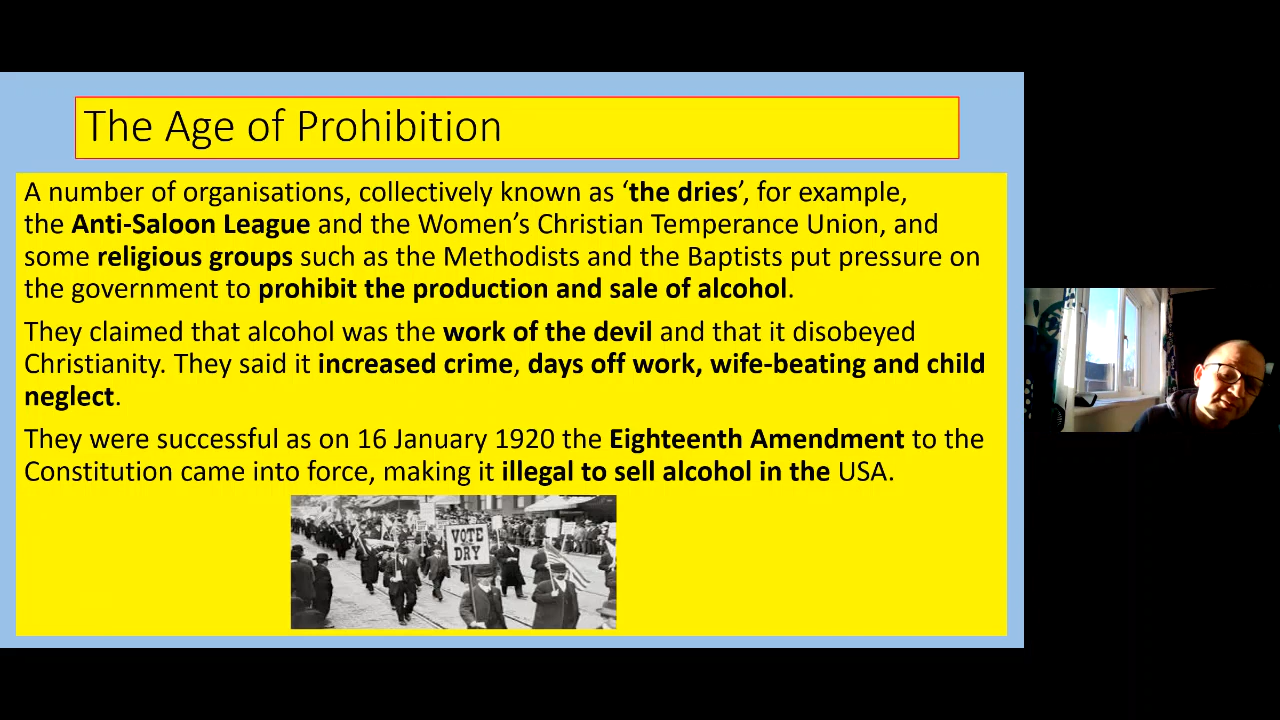 The Age of Prohibition
A number of organisations, collectively known as ‘the dries’, for example,
the Anti-Saloon League and the Women’s Christian Temperance Union, and
some religious groups such as the Methodists and the Baptists put pressure on
the government to prohibit the production and sale of alcohol.
They claimed that alcohol was the work of the devil and that it disobeyed
Christianity. They said it increased crime, days off work, wife-beating and child
neglect.
They were successful as on 16 January 1920 the Eighteenth Amendment to the
Constitution came into force, making it illegal to sell alcohol in the USA.
VOTE
DRY